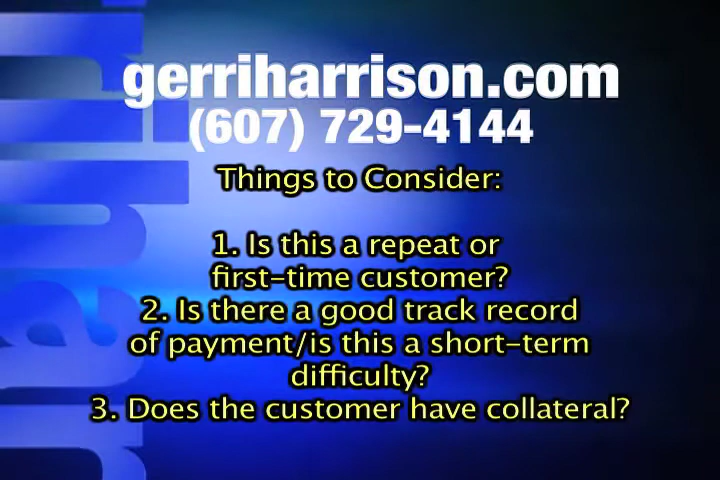 gerriharrison.com
(607) 729-4144
Things to Consider:
1. Is this a repeat or
first-time customer?
2. Is there a good track record
of payment/is this a short-term
difficulty?
3. Does the customer have collateral?